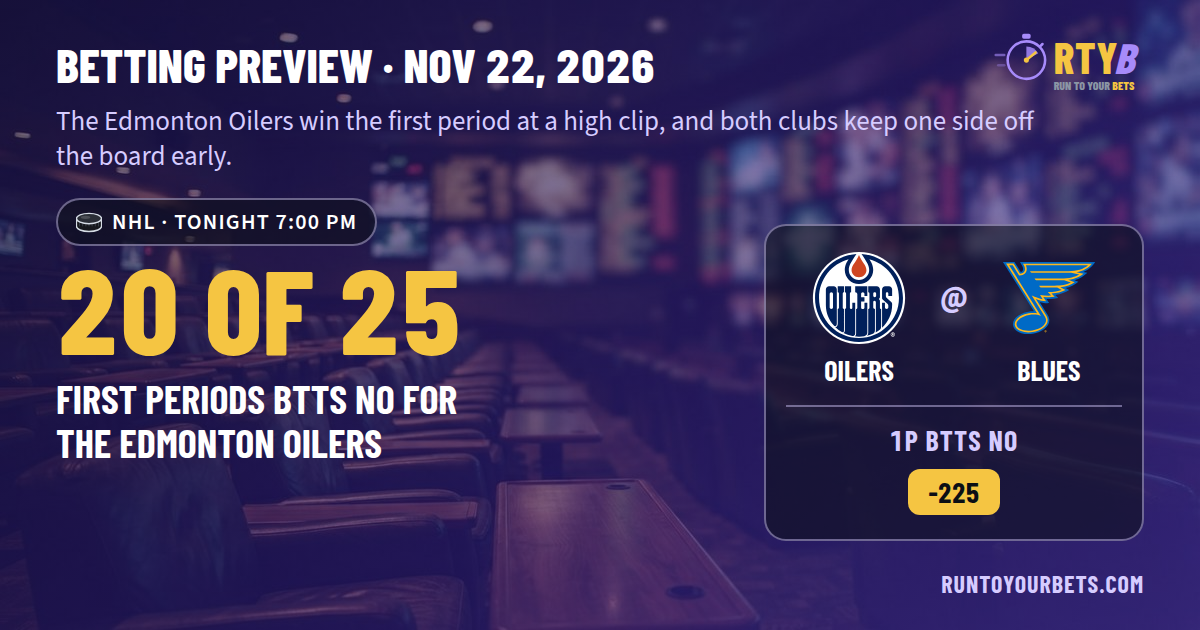 BETTING PREVIEW · NOV 22, 2026
RTYB
RUN TO YOUR BETS
The Edmonton Oilers win the first period at a high clip, and both clubs keep one side off
the board early.
NHL · TONIGHT 7:00 PM
20 OF 25
FIRST PERIODS BTTS NO FOR
THE EDMONTON OILERS
OILERS
@
OILERS
BLUES
1P BTTS NO
-225
RUNTOYOURBETS.COM